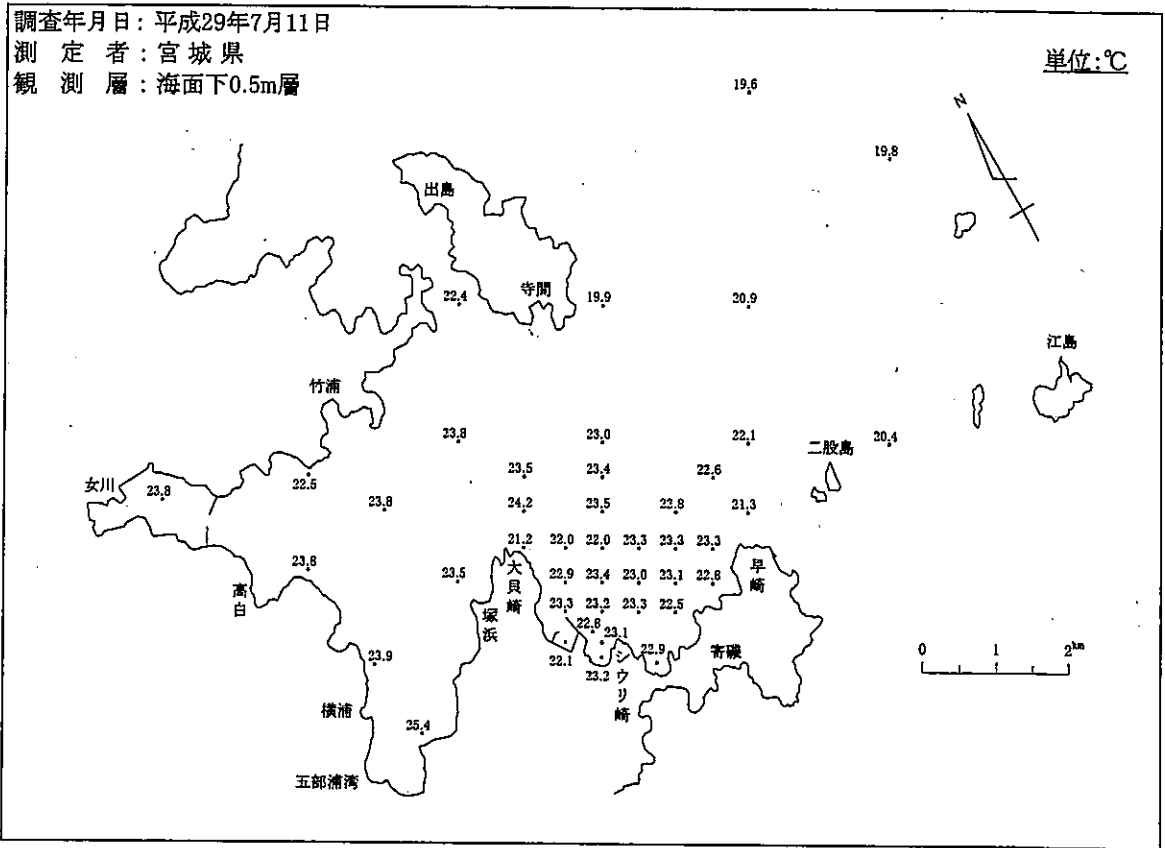 調査年月日：平成29年7月11日
測定者：宮城県
観測層：海面下0.5m層
単位:℃
19.6
N
19.8
出島
寺間
22.4
19.9
20.9
江島
竹浦
23.8
23.0
22.1
20.4
二股島
女川
23.8
22.5
23.8
23.5
23.4
22.6
24.2
23.5
22.8
21.3
21.2
22.0
22.0
23.3
23.3
23.3
高白
23.8
23.5
塚浜
大貝崎
22.9
23.4
23.0
23.1
22.8
早崎
23.3
23.2
23.3
22.5
22.8
23.1
22.1
23.2
シウリ崎
22.9
寄磯
23.9
0 1 2km
横浦
25.4
五部浦湾